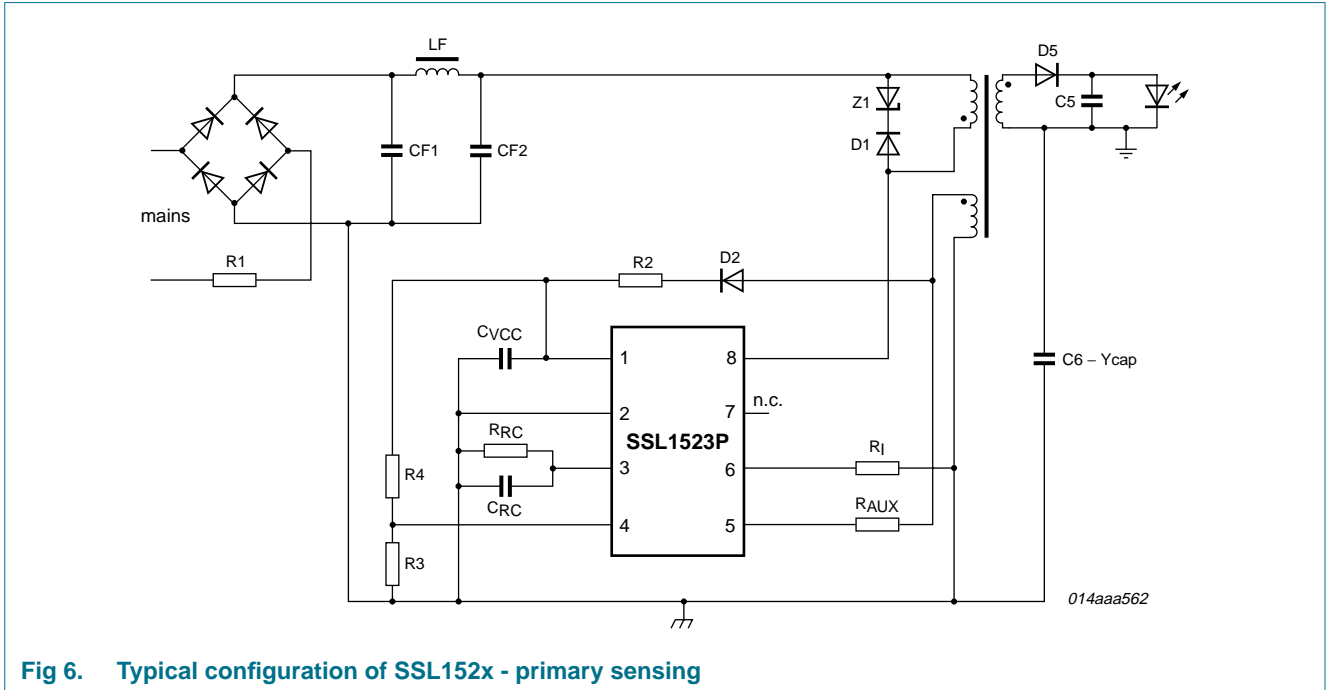 LF
D5
Z1
C5
CF1
CF2
D1
mains
R1
R2
D2
CVCC
1
8
C6 – Ycap
2
7
n.c.
RRC
SSL1523P
R4
3
6
RI
CRC
RAUX
4
5
R3
014aaa562
Fig 6. Typical configuration of SSL152x - primary sensing